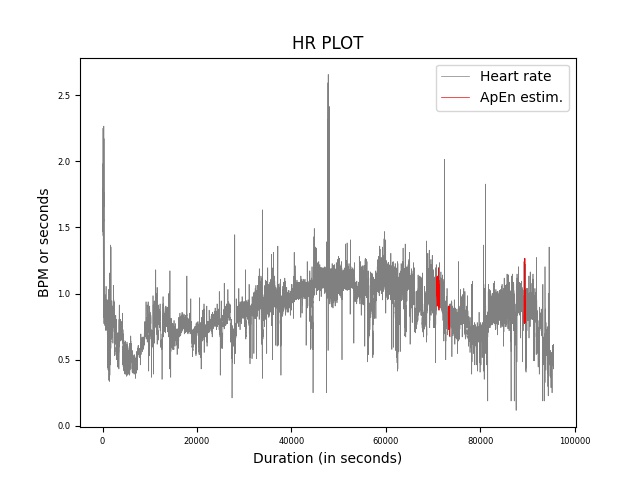 HR PLOT
Heart rate
ApEn estim.
BPM or seconds
2.5
2.0
1.5
1.0
0.5
0.0
0
20000
40000
60000
80000
100000
Duration (in seconds)